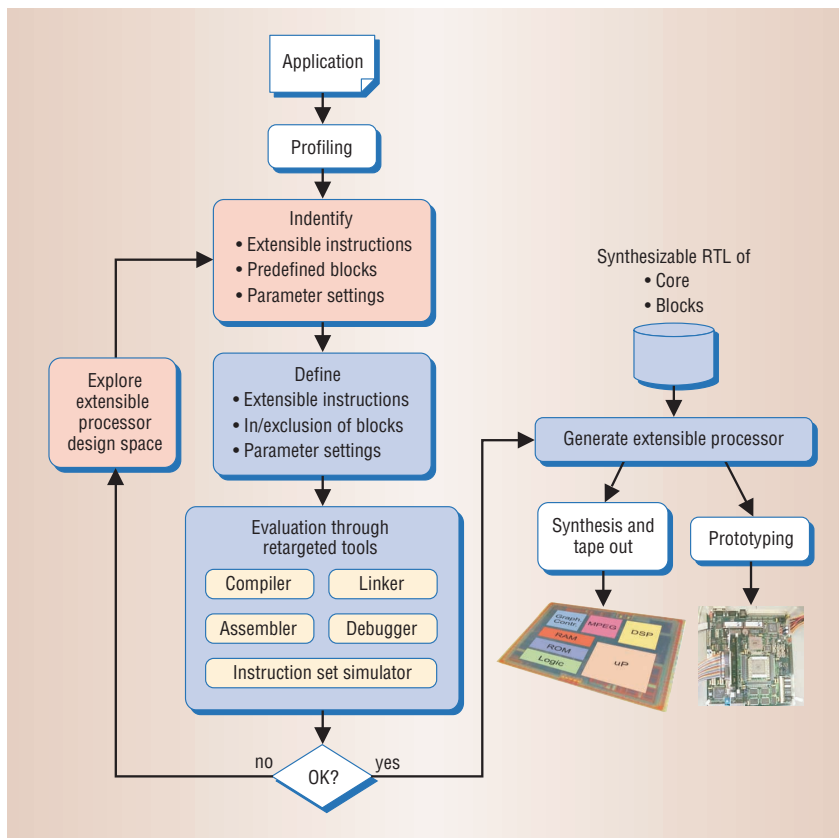 Application
Profiling
Indentify
• Extensible instructions
• Predefined blocks
• Parameter settings
Explore
extensible
processor
design space
Define
• Extensible instructions
• In/exclusion of blocks
• Parameter settings
Evaluation through
retargeted tools
Compiler
Linker
Assembler
Debugger
Instruction set simulator
no
OK?
yes
Synthesizable RTL of
• Core
• Blocks
Generate extensible processor
Synthesis and
tape out
Prototyping
Graph.
Contr.
MPEG
DSP
RAM
ROM
Logic
uP